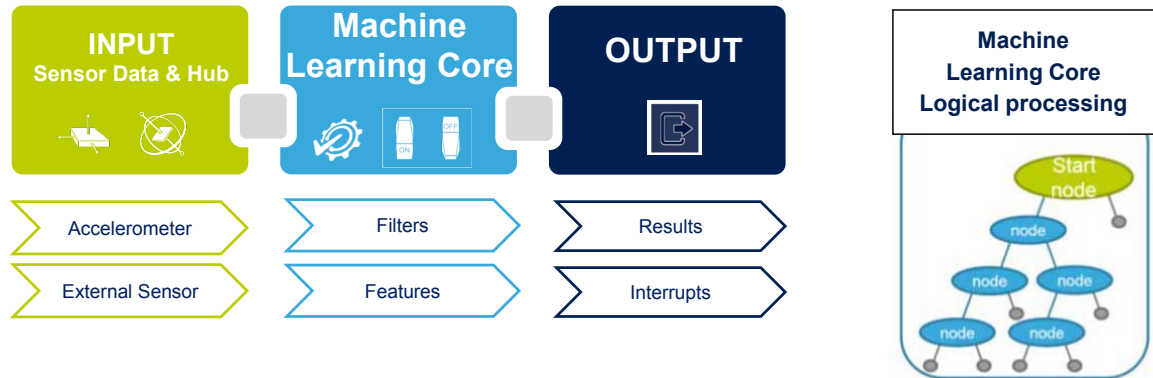 INPUT
Sensor Data & Hub
Machine
Learning Core
ON
OFF
OUTPUT
Accelerometer
Filters
Results
External Sensor
Features
Interrupts
Machine
Learning Core
Logical processing
Start
node
node
node
node
node
node